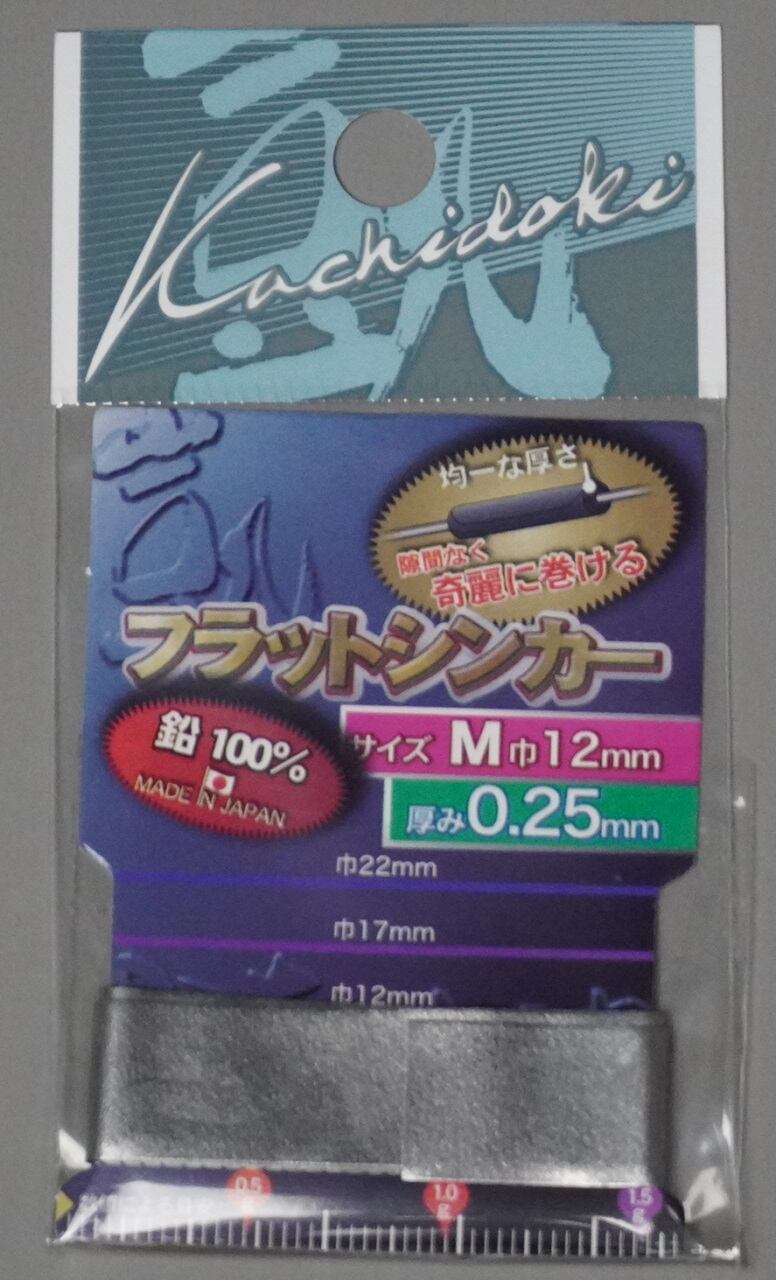 Kachidoki
均一な厚さ
隙間なく
奇麗に巻ける
フラットシンカー
鉛 100%
MADE IN JAPAN
サイズ M 巾12mm
厚み0.25mm
巾22mm
巾17mm
巾12mm
0.5
g
1.0
g
1.5
g